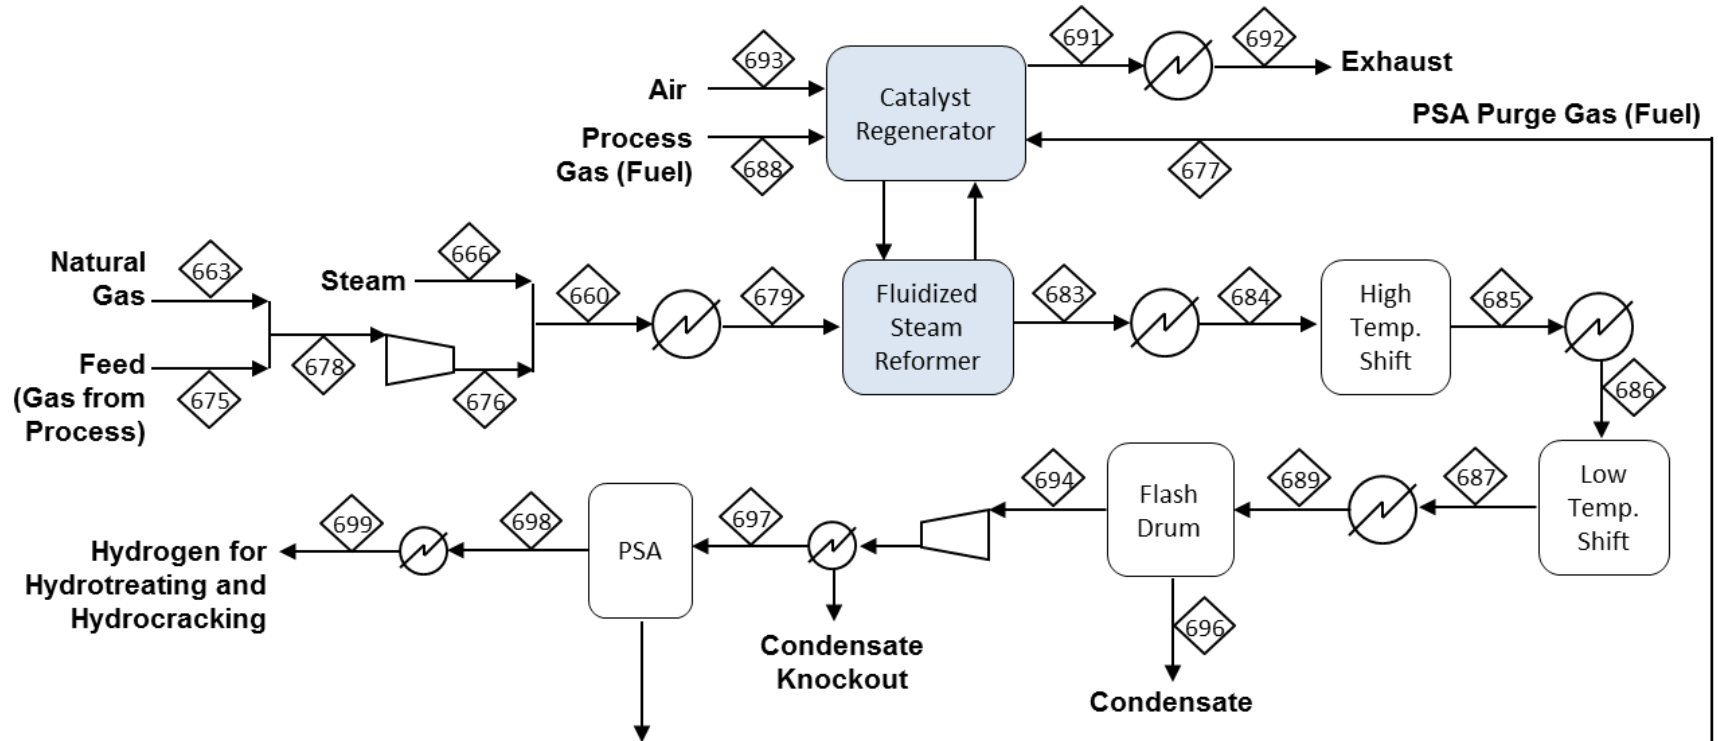 691
692
Exhaust
693
Air
Catalyst
Regenerator
PSA Purge Gas (Fuel)
Process
Gas (Fuel)
688
677
Natural
Gas
663
Steam
666
660
679
Fluidized
Steam
Reformer
683
684
High
Temp.
Shift
685
Feed
(Gas from
Process)
675
678
676
686
Low
Temp.
Shift
687
689
Flash
Drum
694
697
PSA
698
699
Hydrogen for
Hydrotreating and
Hydrocracking
Condensate
Knockout
696
Condensate